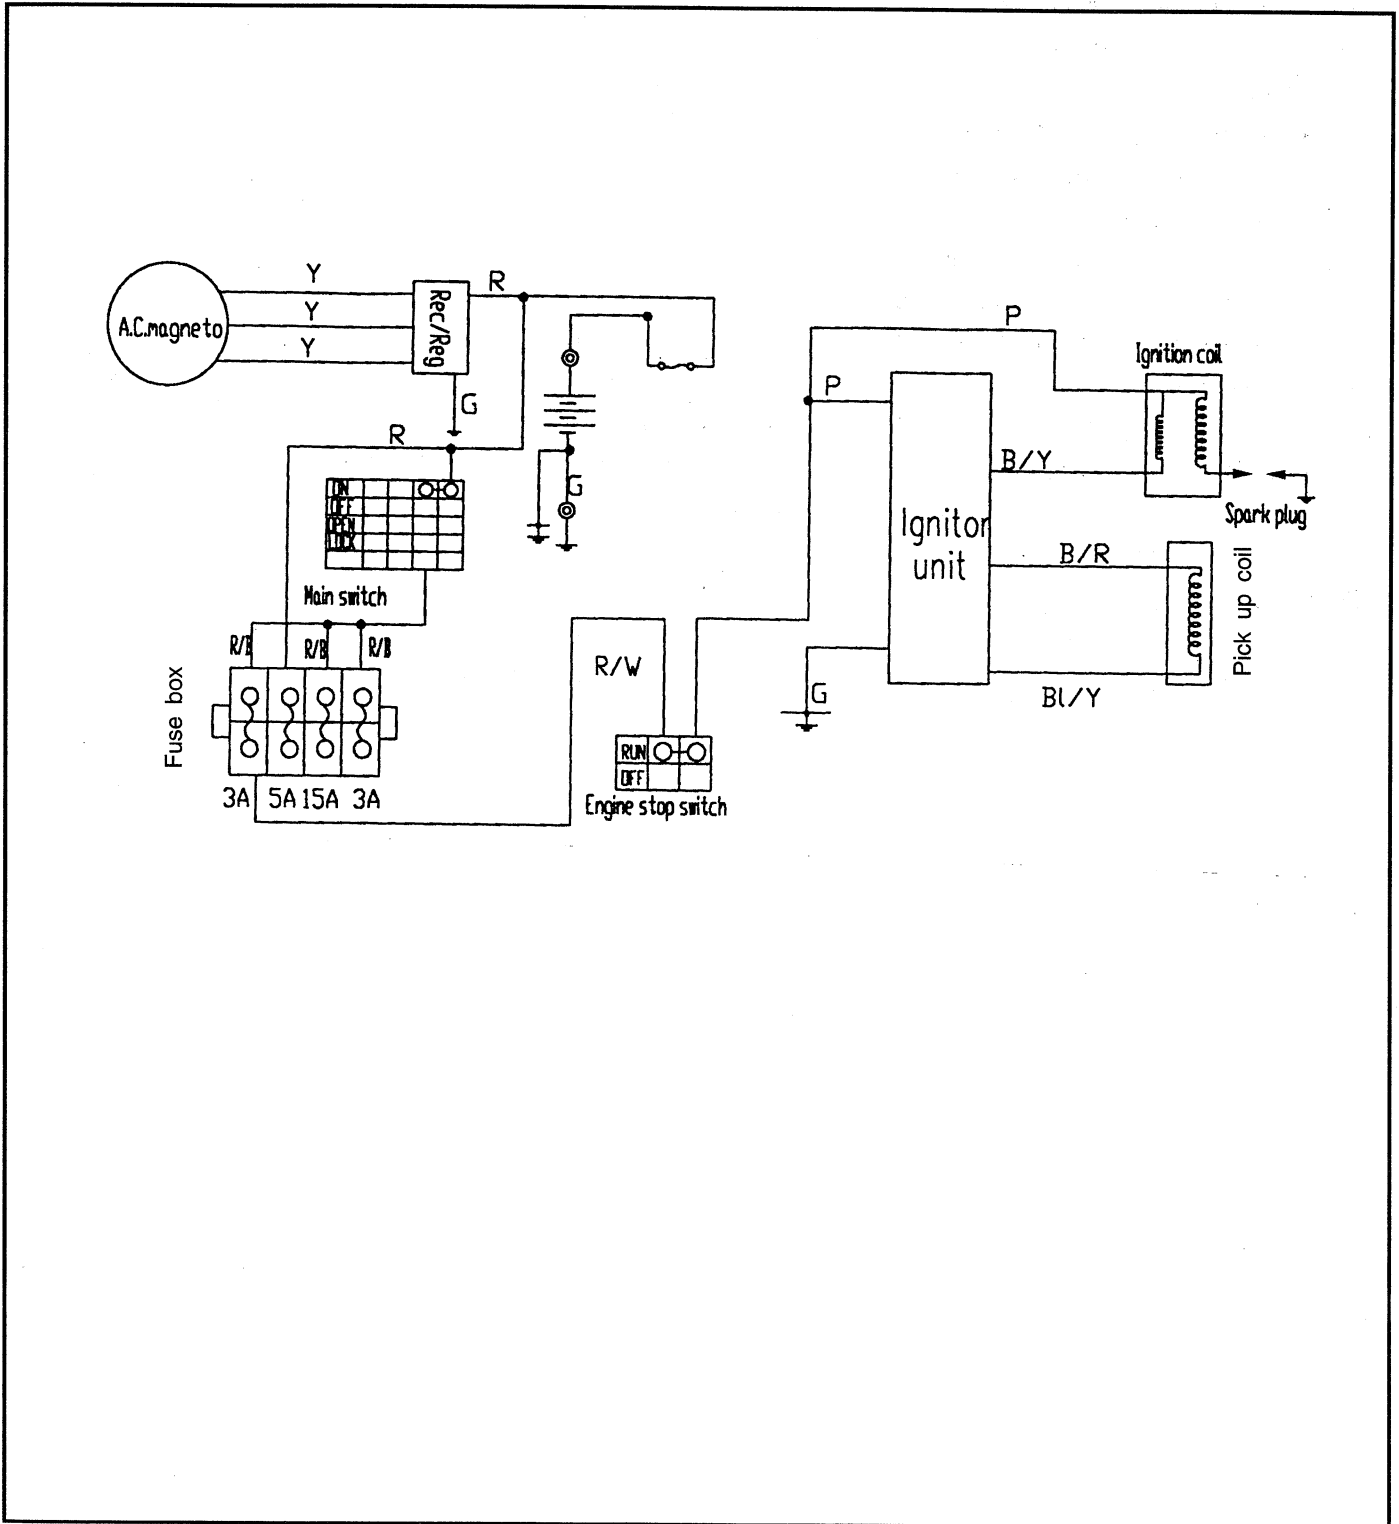 Y
Y
Y
A.C.magneto
Rec/Reg
R
G
R
ON
OFF
OPEN
LOCK
Main switch
G
R/B
R/B
R/B
Fuse box
3A
5A
15A
3A
R/W
RUN
OFF
Engine stop switch
P
P
Ignitor
unit
G
B/Y
B/R
Bl/Y
Ignition coil
Spark plug
Pick up coil